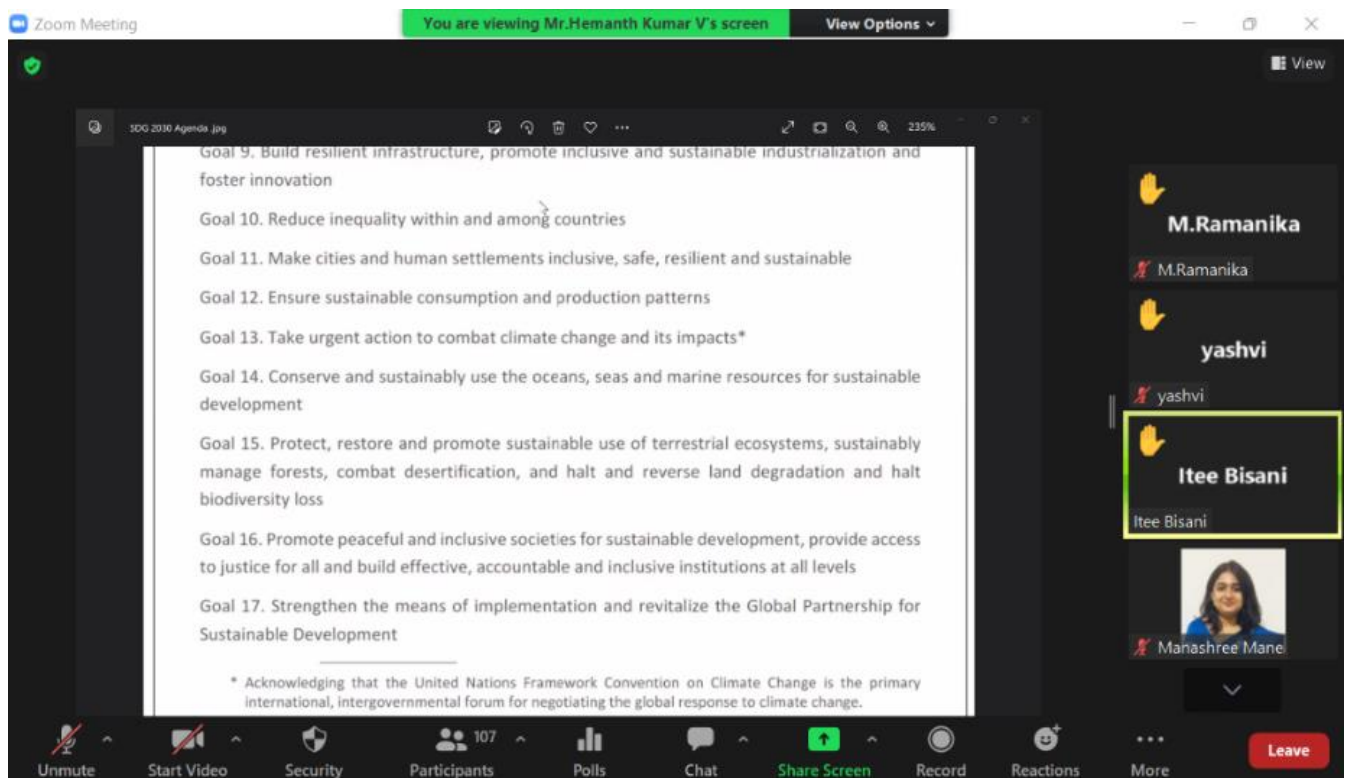 Zoom Meeting
You are viewing Mr.Hemanth Kumar V's screen
View Options
View
SDG 2030 Agenda .jpg
235%
Goal 9. Build resilient infrastructure, promote inclusive and sustainable industrialization and
foster innovation
Goal 10. Reduce inequality within and among countries
Goal 11. Make cities and human settlements inclusive, safe, resilient and sustainable
Goal 12. Ensure sustainable consumption and production patterns
Goal 13. Take urgent action to combat climate change and its impacts*
Goal 14. Conserve and sustainably use the oceans, seas and marine resources for sustainable
development
Goal 15. Protect, restore and promote sustainable use of terrestrial ecosystems, sustainably
manage forests, combat desertification, and halt and reverse land degradation and halt
biodiversity loss
Goal 16. Promote peaceful and inclusive societies for sustainable development, provide access
to justice for all and build effective, accountable and inclusive institutions at all levels
Goal 17. Strengthen the means of implementation and revitalize the Global Partnership for
Sustainable Development
* Acknowledging that the United Nations Framework Convention on Climate Change is the primary
international, intergovernmental forum for negotiating the global response to climate change.
M.Ramanika
M.Ramanika
yashvi
yashvi
Itee Bisani
Itee Bisani
Manashree Mane
Unmute
Start Video
Security
107
Participants
Polls
Chat
Share Screen
Record
Reactions
More
Leave